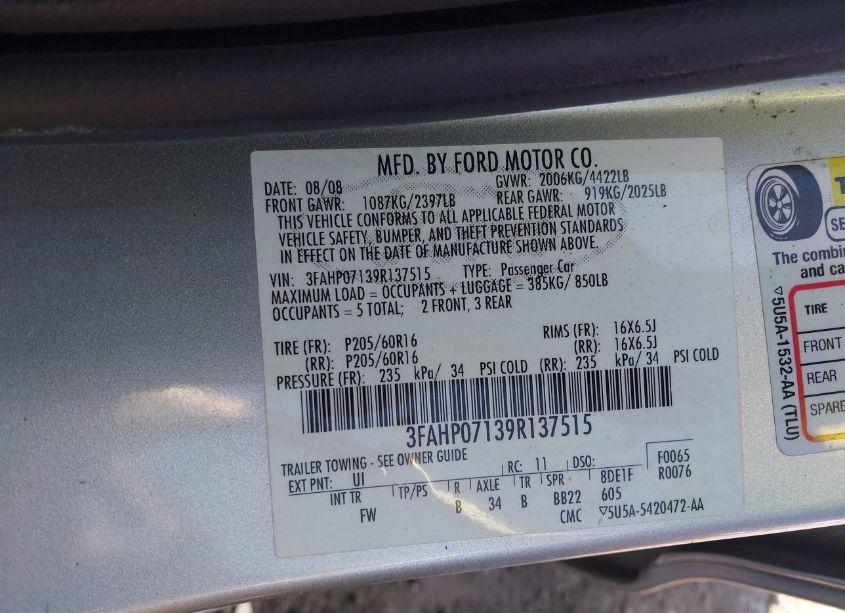 MFD. BY FORD MOTOR CO.
DATE: 08/08 GVWR: 2006KG/4422LB
FRONT GAWR: 1087KG/2397LB REAR GAWR: 919KG/2025LB
THIS VEHICLE CONFORMS TO ALL APPLICABLE FEDERAL MOTOR
VEHICLE SAFETY, BUMPER, AND THEFT PREVENTION STANDARDS
IN EFFECT ON THE DATE OF MANUFACTURE SHOWN ABOVE.
VIN: 3FAHP07139R137515 TYPE: Passenger Car
MAXIMUM LOAD = OCCUPANTS + LUGGAGE = 385KG/ 850LB
OCCUPANTS = 5 TOTAL; 2 FRONT, 3 REAR
TIRE (FR): P205/60R16 RIMS (FR): 16X6.5J
(RR): P205/60R16 (RR): 16X6.5J
PRESSURE (FR): 235 kPa/ 34 PSI COLD (RR): 235 kPa/ 34 PSI COLD
3FAHP07139R137515
TRAILER TOWING - SEE OWNER GUIDE
EXT PNT: UI RC: 11 DSO: F0065
INT TR TP/PS R AXLE TR SPR 8DE1F R0076
FW B 34 B BB22 605
CMC ▽5U5A-5420472-AA
The combin
and ca
▽5U5A-1532-AA (TLU)
TIRE
FRONT
REAR
SPARE